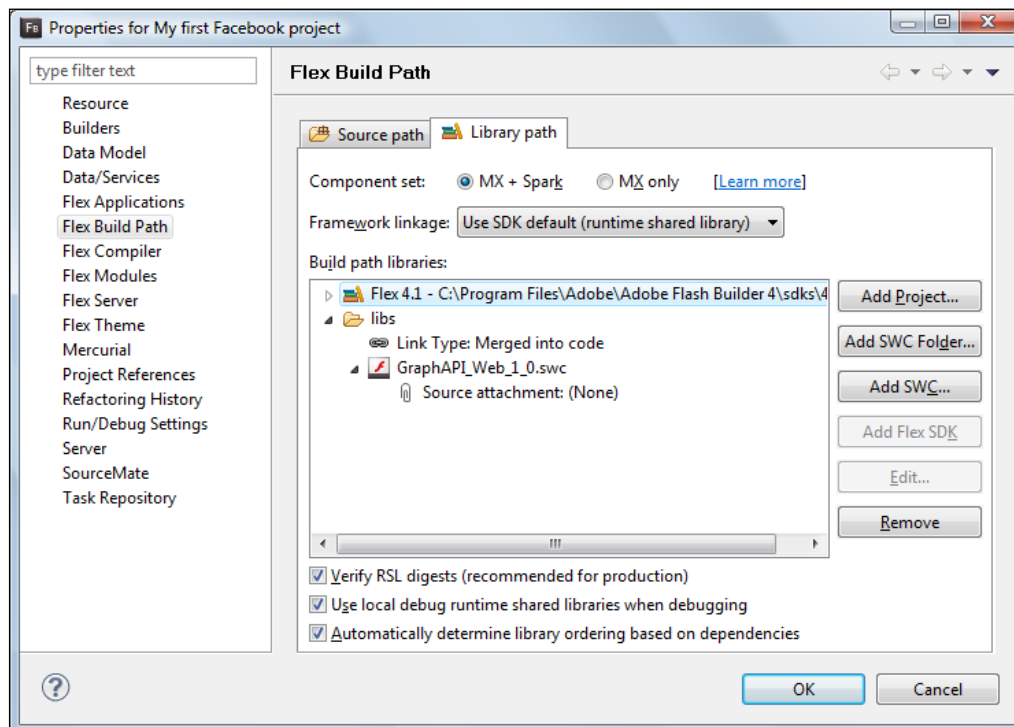 FB Properties for My first Facebook project
type filter text
Resource
Builders
Data Model
Data/Services
Flex Applications
Flex Build Path
Flex Compiler
Flex Modules
Flex Server
Flex Theme
Mercurial
Project References
Refactoring History
Run/Debug Settings
Server
SourceMate
Task Repository
Flex Build Path
Source path
Library path
Component set: MX + Spark MX only [Learn more]
Framework linkage: Use SDK default (runtime shared library)
Build path libraries:
Flex 4.1 - C:\Program Files\Adobe\Adobe Flash Builder 4\sdks\4
libs
Link Type: Merged into code
GraphAPI_Web_1_0.swc
Source attachment: (None)
Add Project...
Add SWC Folder...
Add SWC...
Add Flex SDK
Edit...
Remove
Verify RSL digests (recommended for production)
Use local debug runtime shared libraries when debugging
Automatically determine library ordering based on dependencies
?
OK
Cancel